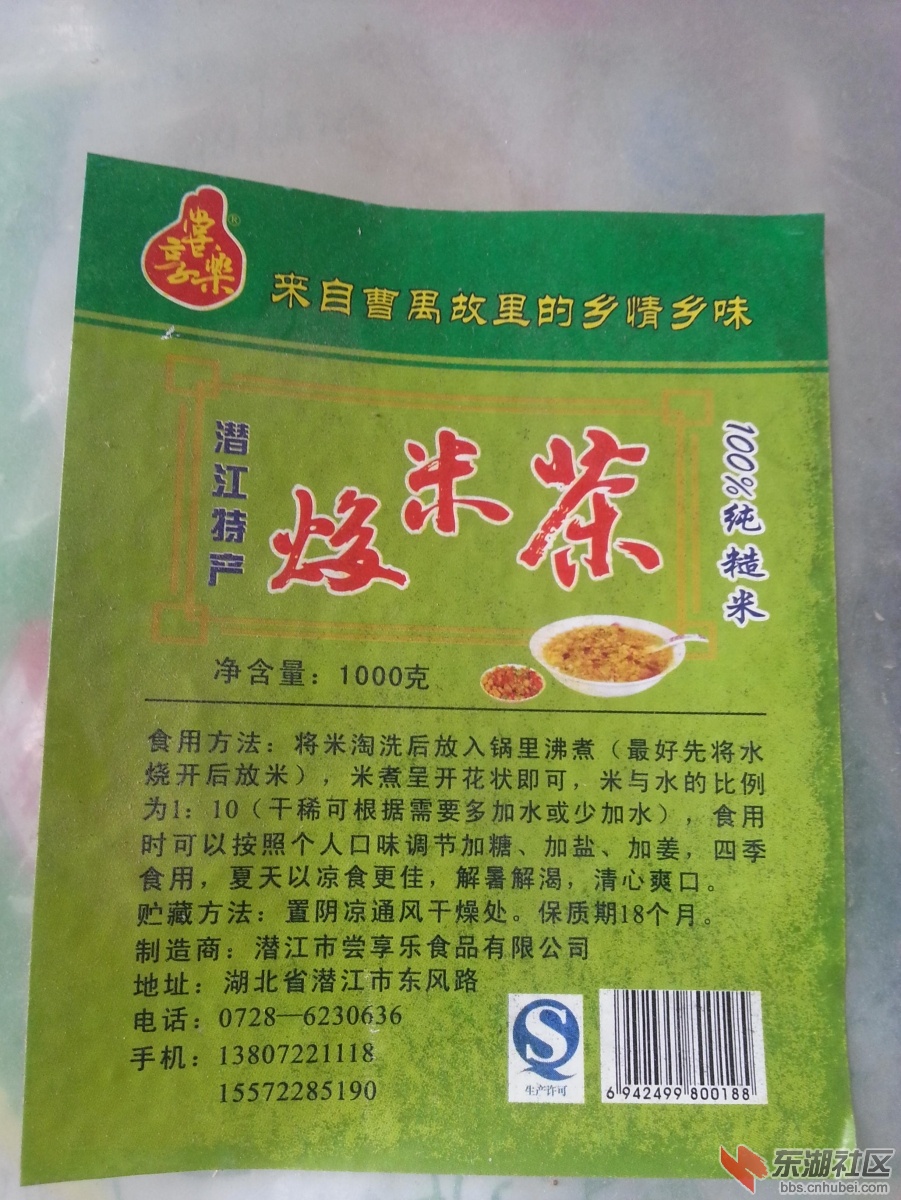 嘗享樂®
来自曹禺故里的乡情乡味
潜江特产
焌米茶
100%纯糙米
净含量：1000克
食用方法：将米淘洗后放入锅里沸煮（最好先将水
烧开后放米），米煮呈开花状即可，米与水的比例
为1：10（干稀可根据需要多加水或少加水），食用
时可以按照个人口味调节加糖、加盐、加姜，四季
食用，夏天以凉食更佳，解暑解渴，清心爽口。
贮藏方法：置阴凉通风干燥处。保质期18个月。
制造商：潜江市尝享乐食品有限公司
地址：湖北省潜江市东风路
电话：0728—6230636
手机：13807221118
15572285190
生产许可
6 942499 800188
东湖社区
bbs.cnhubei.com